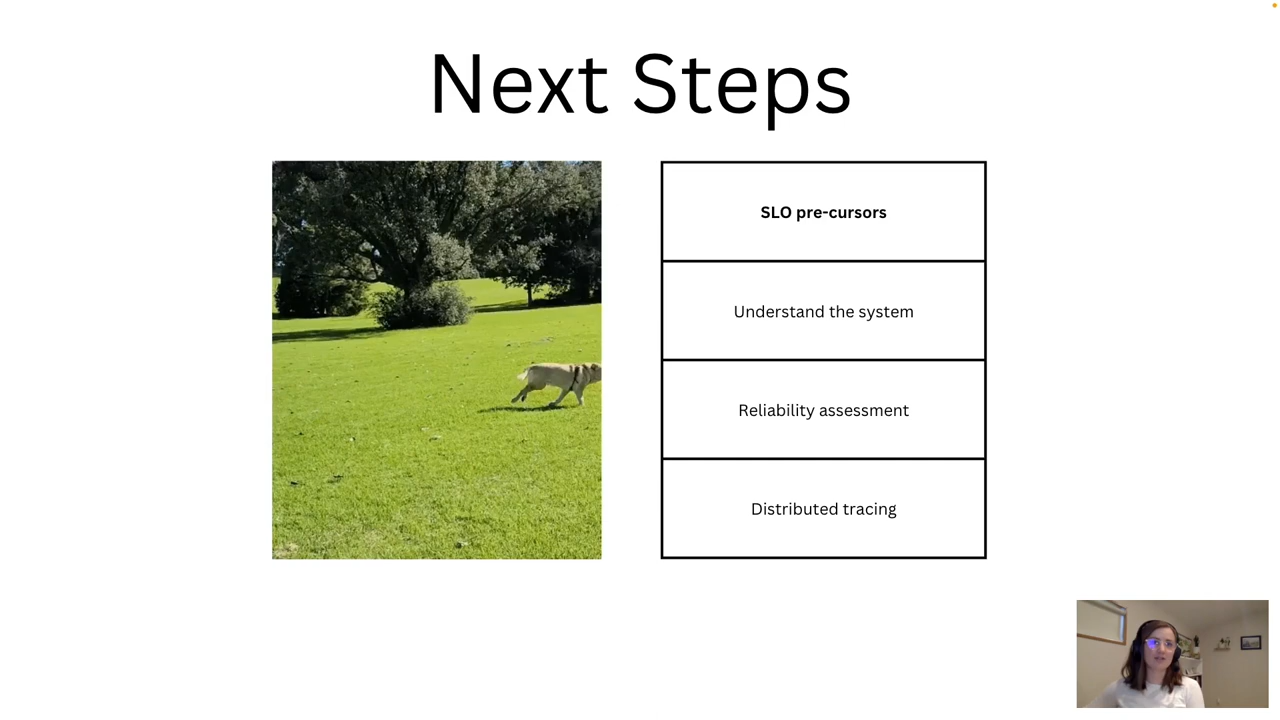 Next Steps
SLO pre-cursors
Understand the system
Reliability assessment
Distributed tracing